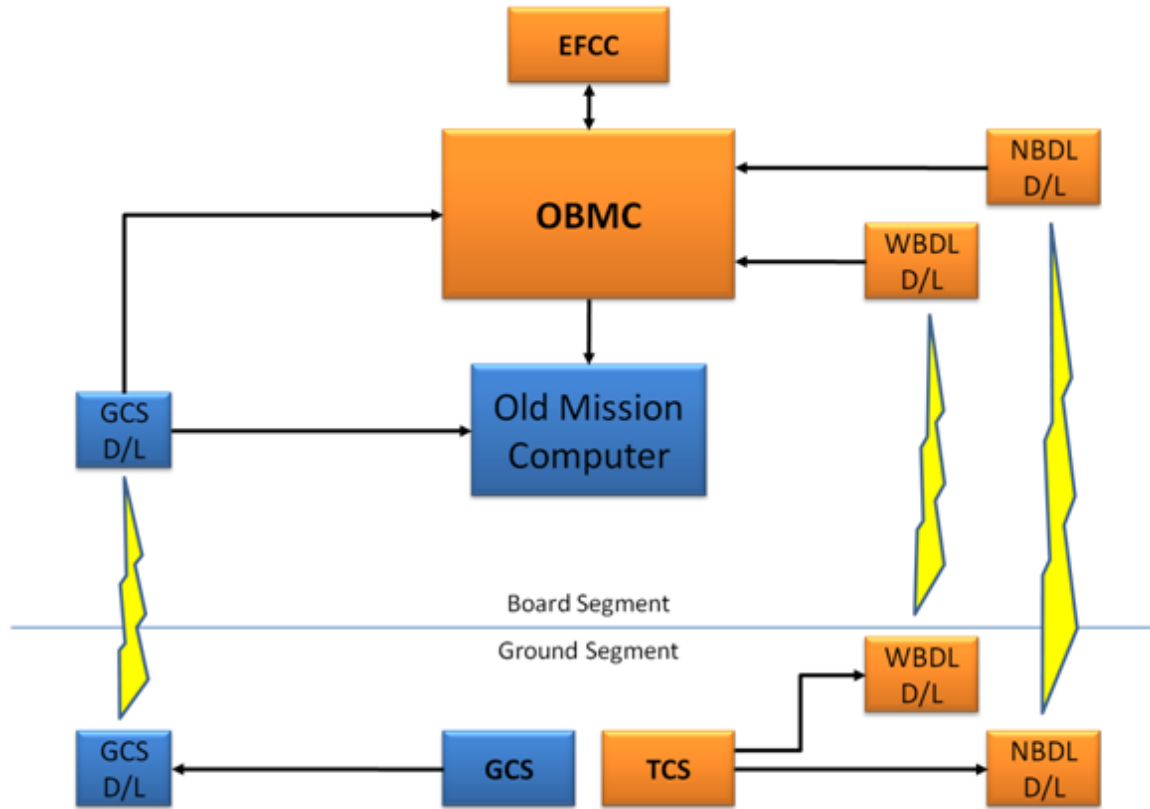 EFCC
OBMC
NBDL
D/L
WBDL
D/L
GCS
D/L
Old Mission
Computer
Board Segment
Ground Segment
WBDL
D/L
GCS
D/L
GCS
TCS
NBDL
D/L